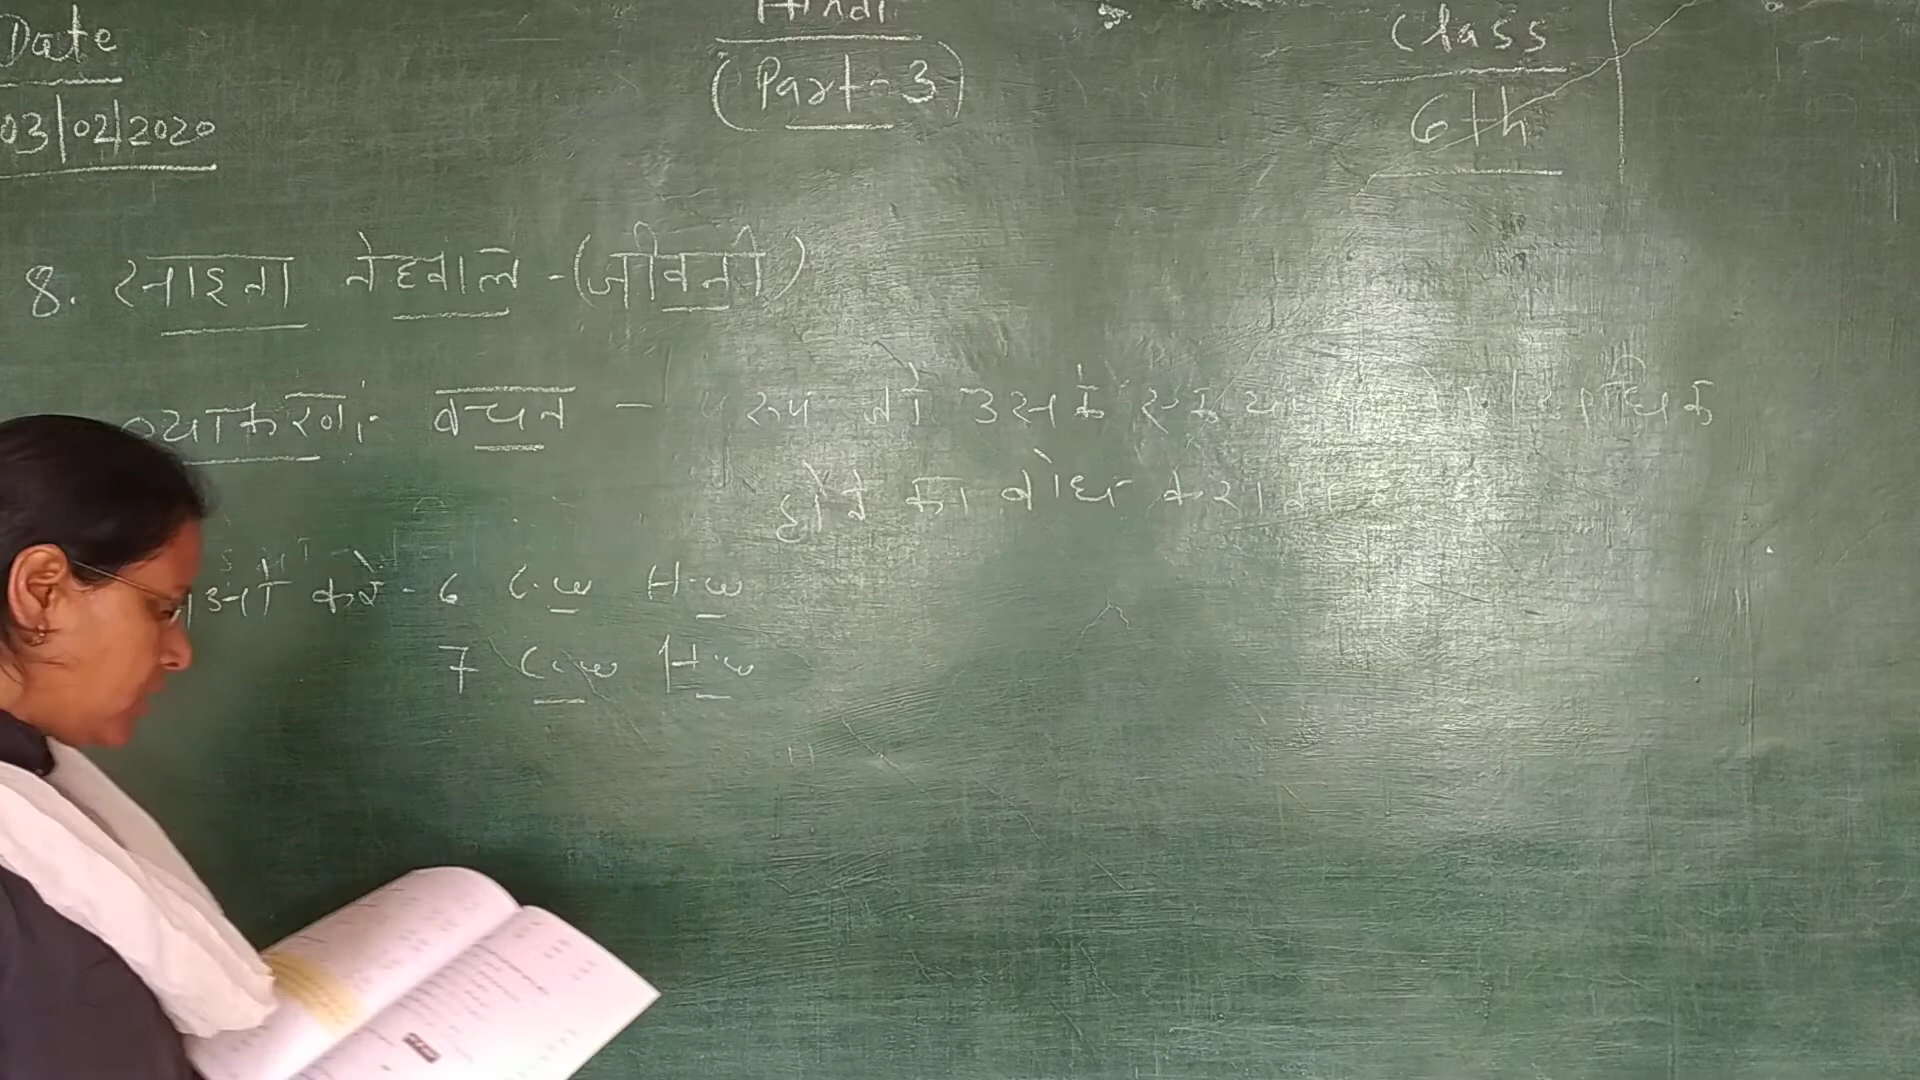 Date
03/02/2020
Hindi
(Part-3)
Class
6th
8. साइना नेहवाल - (जीवनी)
व्याकरण:- वचन - रूप जो उसके एक या अधिक
होने का बोध कराता
करें - 6 C.w H.w
7 C.w H.w